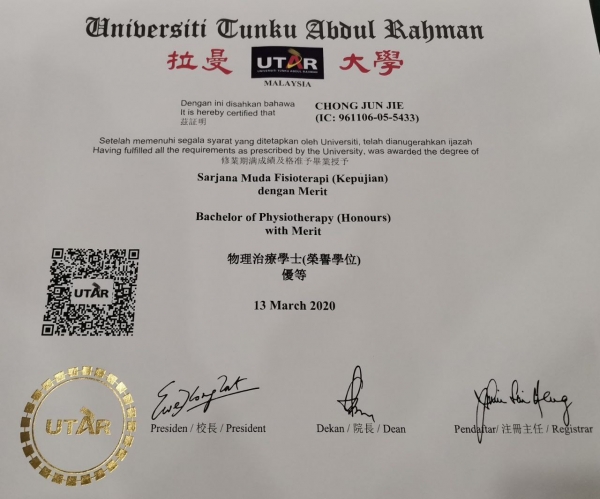 Universiti Tunku Abdul Rahman
拉曼 UTAR 大學
UNIVERSITI TUNKU ABDUL RAHMAN
MALAYSIA
Dengan ini disahkan bahawa
It is hereby certified that
茲証明
CHONG JUN JIE
(IC: 961106-05-5433)
Setelah memenuhi segala syarat yang ditetapkan oleh Universiti, telah dianugerahkan ijazah
Having fulfilled all the requirements as prescribed by the University, was awarded the degree of
修業期滿成績及格准予畢業授予
Sarjana Muda Fisioterapi (Kepujian)
dengan Merit
Bachelor of Physiotherapy (Honours)
with Merit
物理治療學士(榮譽學位)
優等
13 March 2020
UTAR
UTAR
Presiden / 校長 / President
Dekan / 院長 / Dean
Pendaftar/ 注冊主任 / Registrar